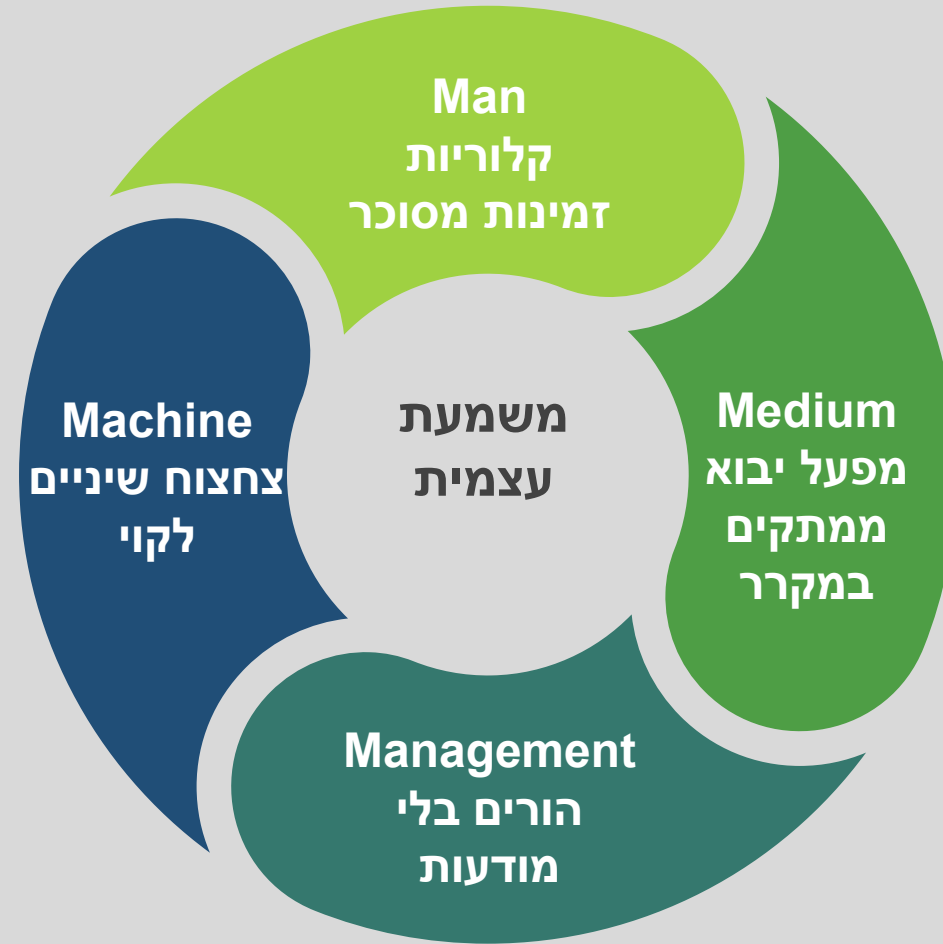 Man
קלוריות
זמינות מסוכר
Medium
מפעל יבוא
ממתקים
במקרר
Management
הורים בלי
מודעות
Machine
צחצוח שיניים
לקוי
משמעת
עצמית